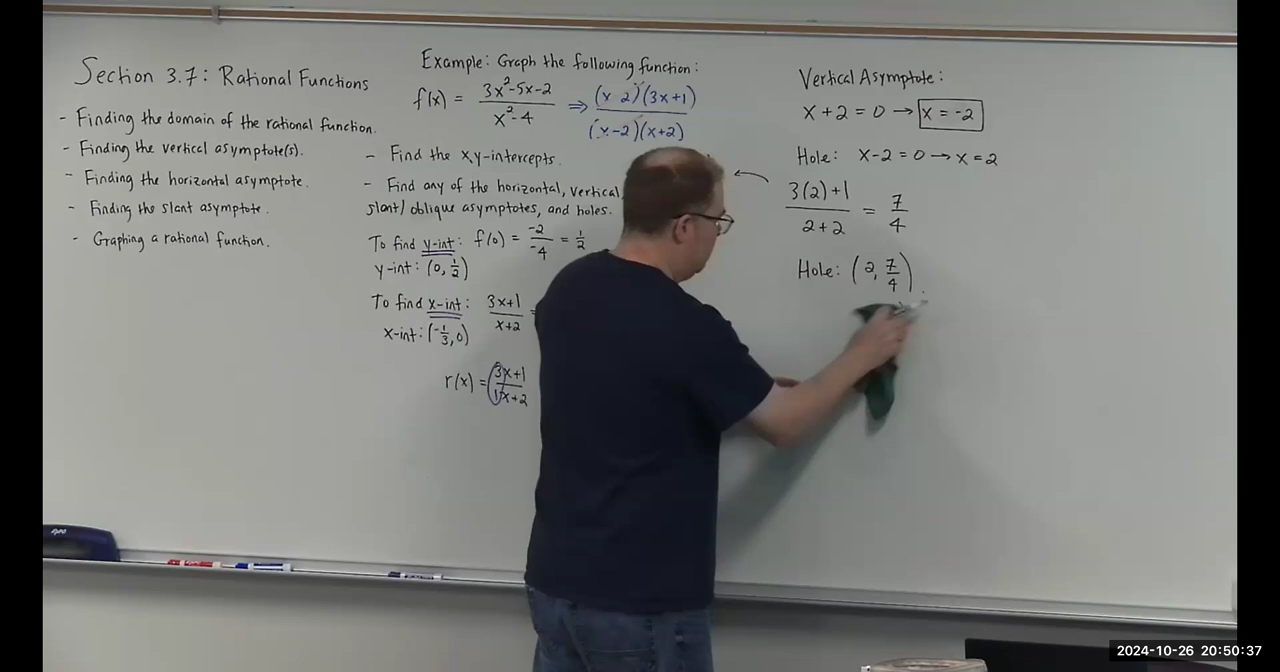 Section 3.7: Rational Functions
- Finding the domain of the rational function.
- Finding the vertical asymptote(s).
- Finding the horizontal asymptote.
- Finding the slant asymptote.
- Graphing a rational function.
Example: Graph the following function:
f(x) = (3x²-5x-2)/(x²-4) ⇒ (x 2)(3x+1)/(x-2)(x+2)
- Find the x,y-intercepts.
- Find any of the horizontal, vertical,
slant/oblique asymptotes, and holes.
To find y-int: f(0) = -2/-4 = 1/2
y-int: (0, 1/2)
To find x-int: (3x+1)/(x+2) =
x-int: (-1/3, 0)
r(x) = (3x+1)/(1x+2)
Vertical Asymptote:
x+2=0 → x=-2
Hole: x-2=0 → x=2
(3(2)+1)/(2+2) = 7/4
Hole: (2, 7/4).
2024-10-26 20:50:37